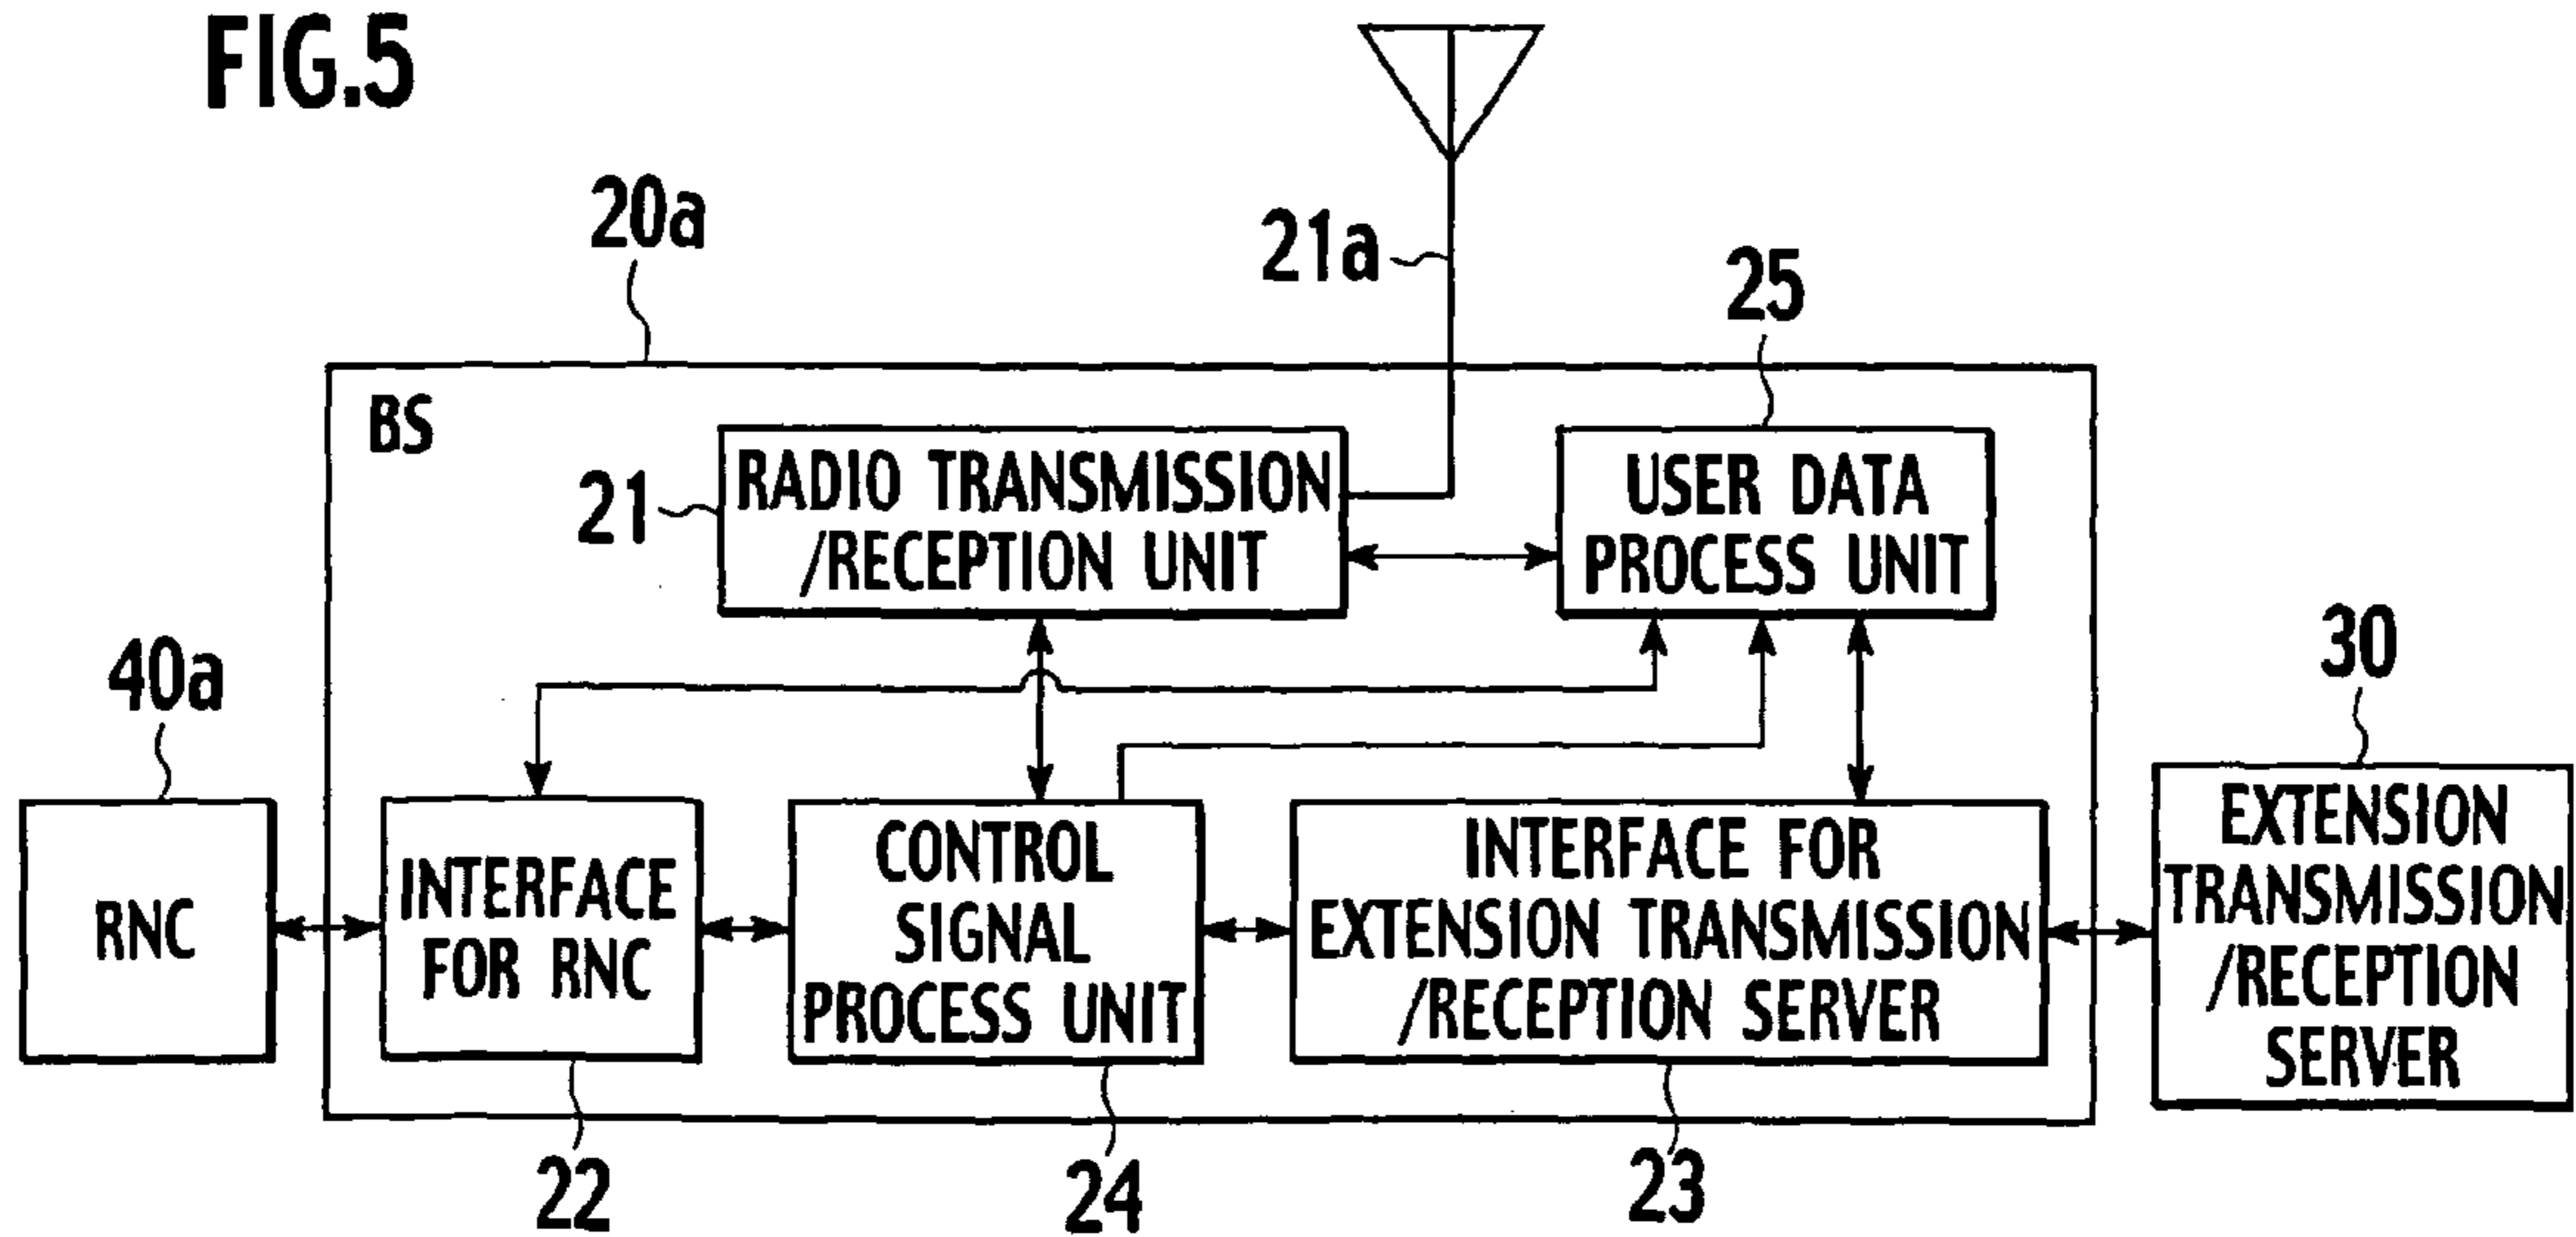 FIG.5
20a
21a
25
BS
21
RADIO TRANSMISSION
/RECEPTION UNIT
USER DATA
PROCESS UNIT
40a
30
RNC
INTERFACE
FOR RNC
CONTROL
SIGNAL
PROCESS UNIT
INTERFACE FOR
EXTENSION TRANSMISSION
/RECEPTION SERVER
EXTENSION
TRANSMISSION
/RECEPTION
SERVER
22
24
23